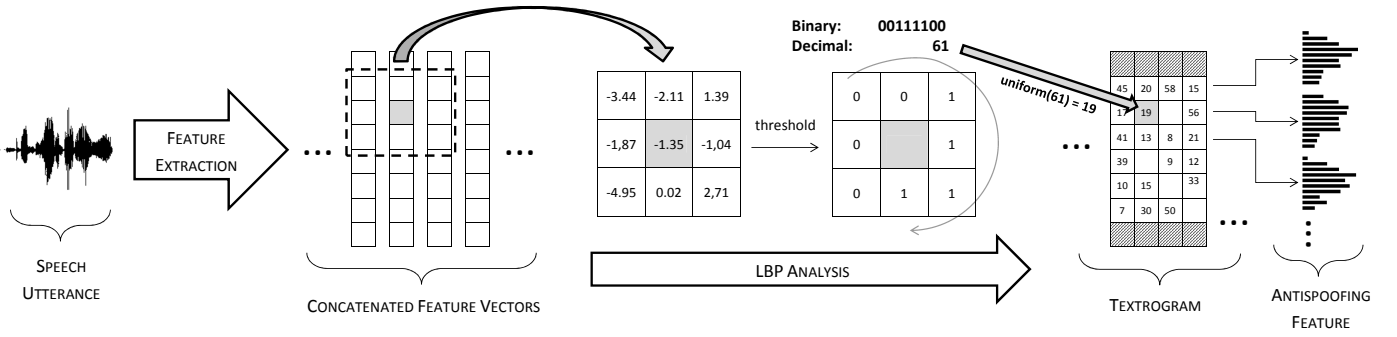 SPEECH
UTTERANCE
FEATURE
EXTRACTION
...
...
CONCATENATED FEATURE VECTORS
-3.44 -2.11 1.39
-1,87 -1.35 -1,04
-4.95 0.02 2,71
threshold
Binary: 00111100
Decimal: 61
0 0 1
0 1
0 1 1
LBP ANALYSIS
uniform(61) = 19
...
45 20 58 15
17 19 56
41 13 8 21
39 9 12
10 15 33
7 30 50
...
TEXTROGRAM
ANTISPOOFING
FEATURE